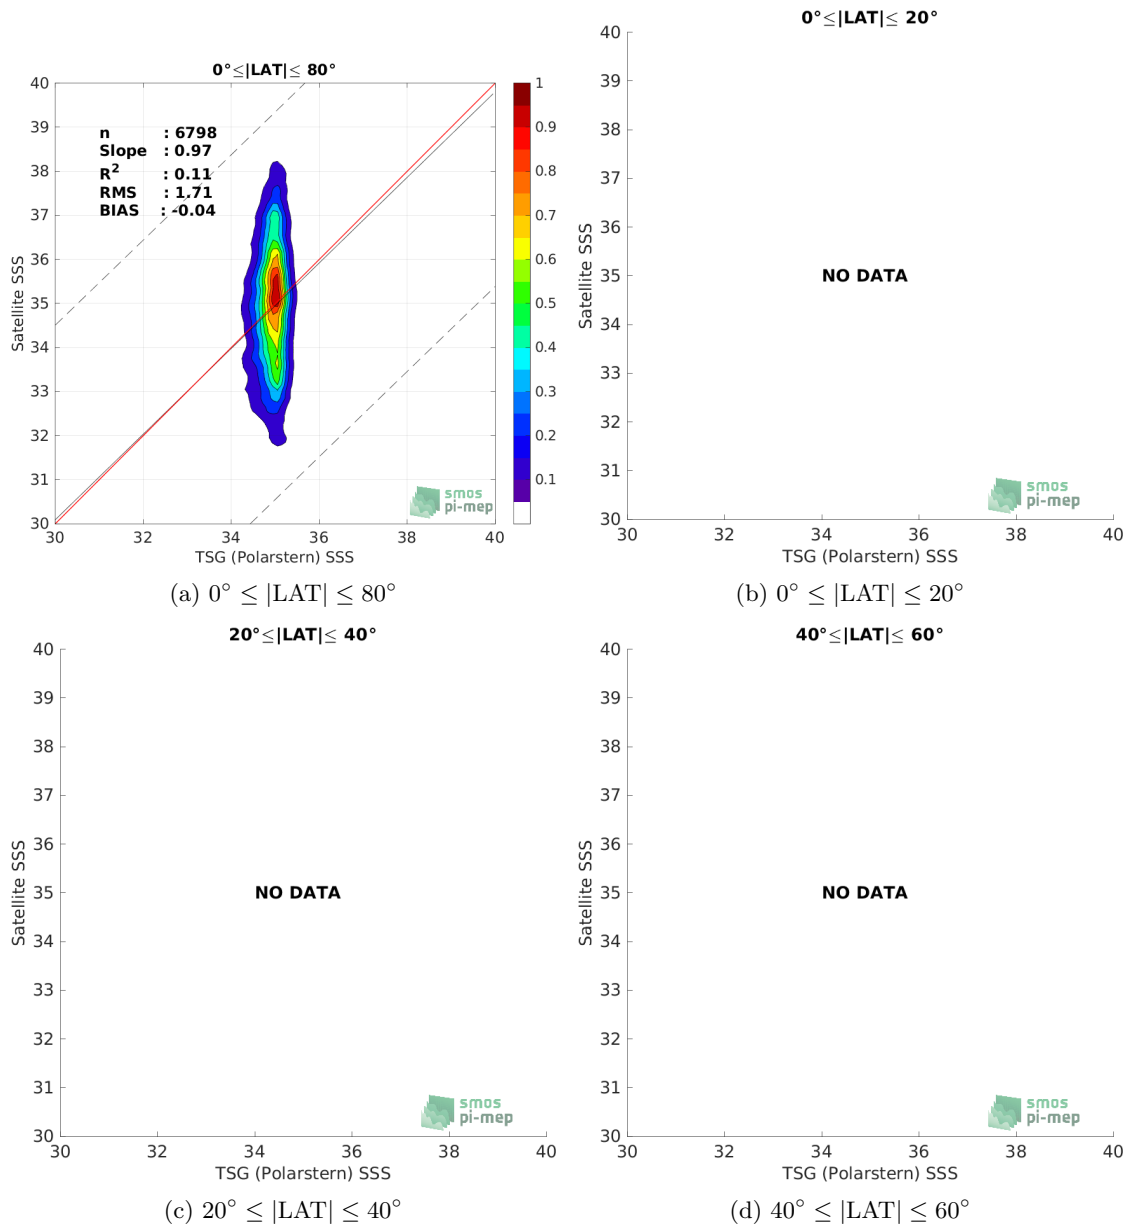 0°≤|LAT|≤ 80°
40
39
38
37
36
35
34
33
32
31
30
Satellite SSS
n : 6798
Slope : 0.97
R² : 0.11
RMS : 1.71
BIAS : -0.04
1
0.9
0.8
0.7
0.6
0.5
0.4
0.3
0.2
0.1
smos
pi-mep
30 32 34 36 38 40
TSG (Polarstern) SSS
(a) 0° ≤ |LAT| ≤ 80°
0°≤|LAT|≤ 20°
40
39
38
37
36
35
34
33
32
31
30
Satellite SSS
NO DATA
smos
pi-mep
30 32 34 36 38 40
TSG (Polarstern) SSS
(b) 0° ≤ |LAT| ≤ 20°
20°≤|LAT|≤ 40°
40
39
38
37
36
35
34
33
32
31
30
Satellite SSS
NO DATA
smos
pi-mep
30 32 34 36 38 40
TSG (Polarstern) SSS
(c) 20° ≤ |LAT| ≤ 40°
40°≤|LAT|≤ 60°
40
39
38
37
36
35
34
33
32
31
30
Satellite SSS
NO DATA
smos
pi-mep
30 32 34 36 38 40
TSG (Polarstern) SSS
(d) 40° ≤ |LAT| ≤ 60°